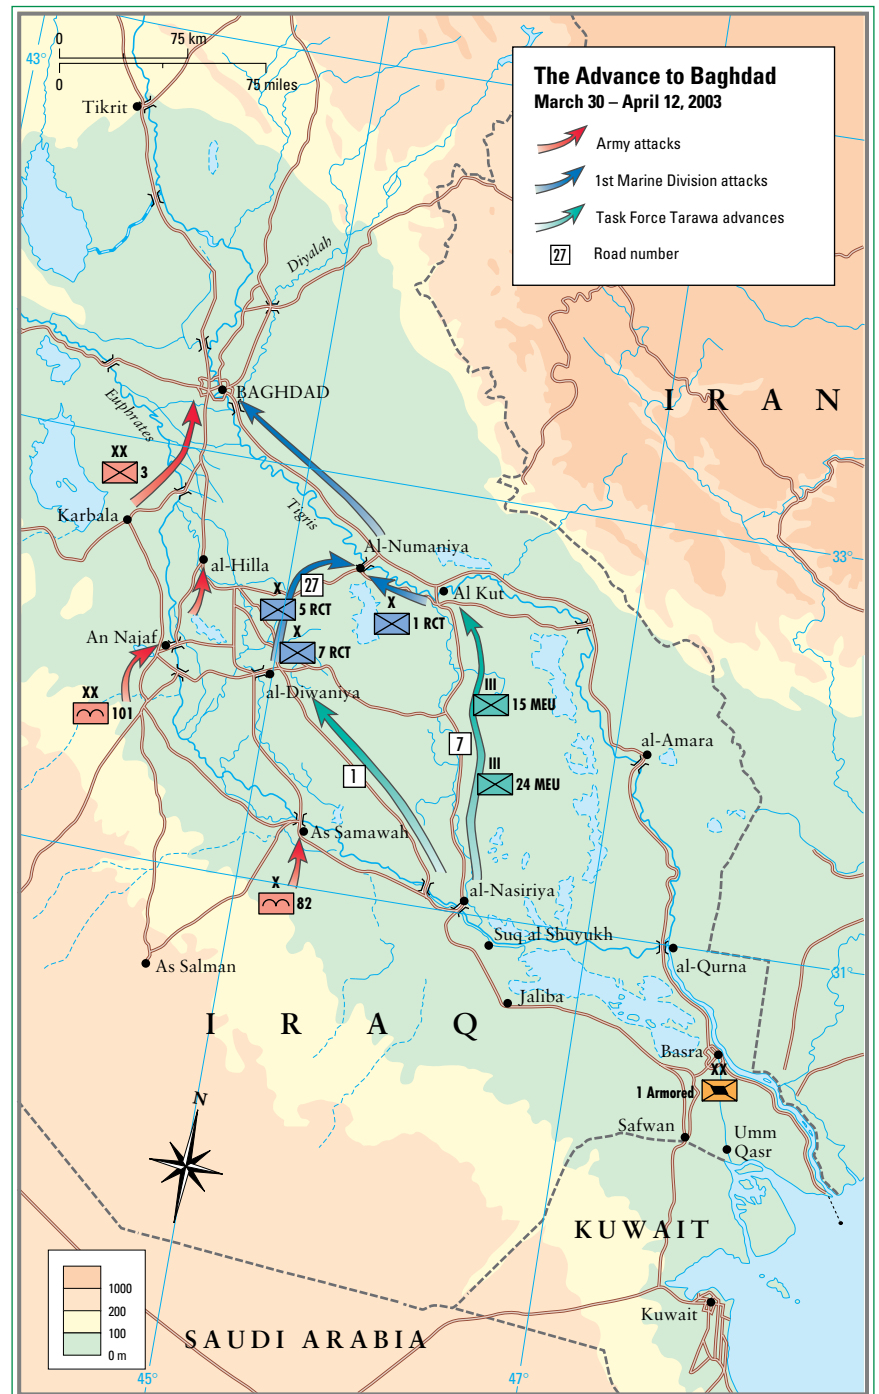 0 75 km
0 75 miles
43°
The Advance to Baghdad
March 30 – April 12, 2003
Army attacks
1st Marine Division attacks
Task Force Tarawa advances
27 Road number
Tikrit
Diyalah
BAGHDAD
Euphrates
I R A N
XX
3
Karbala
Tigris
Al-Numaniya
33°
al-Hilla
27
Al Kut
X
5 RCT
X
1 RCT
An Najaf
X
7 RCT
al-Diwaniya
XX
101
III
15 MEU
7
al-Amara
1
III
24 MEU
As Samawah
X
82
al-Nasiriya
Suq al Shuyukh
As Salman
al-Qurna
31°
Jaliba
I R A Q
Basra
XX
1 Armored
N
Safwan
Umm
Qasr
KUWAIT
1000
200
100
0 m
Kuwait
SAUDI ARABIA
45°
47°